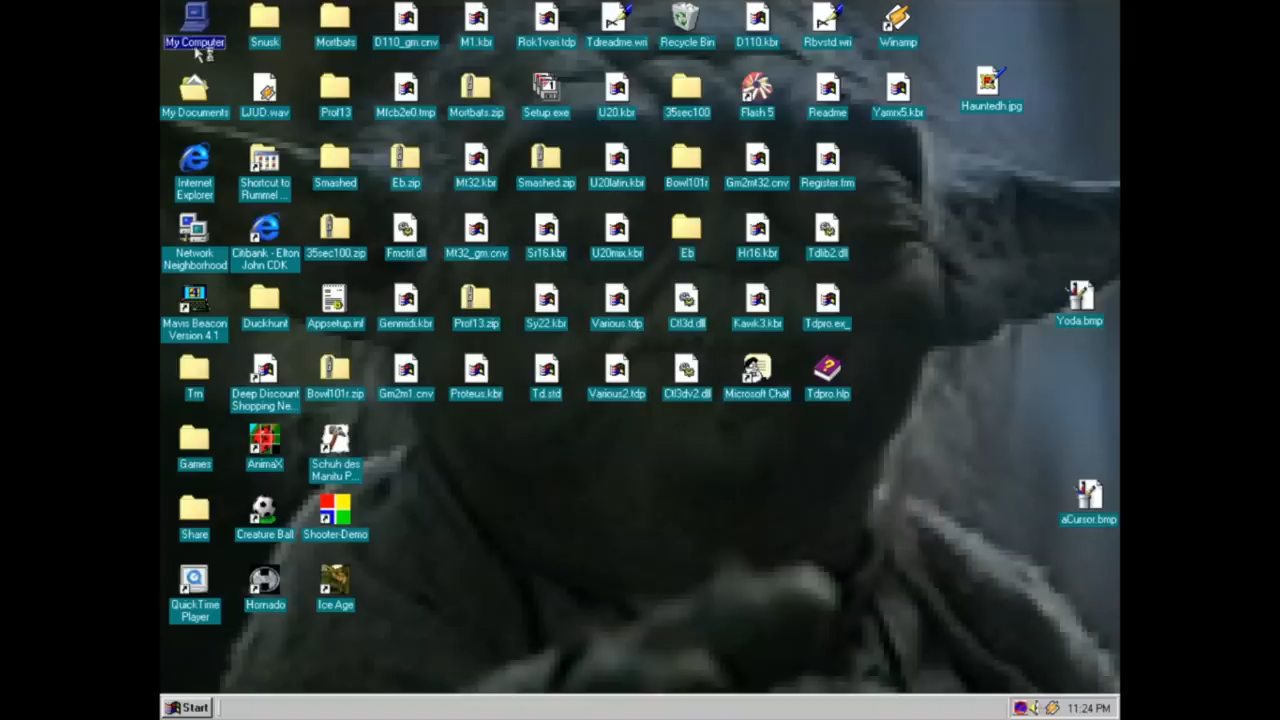 My Computer
Snusk
Mortbats
D110_gm.cnv
M1.kbr
Rok1vari.tdp
Tdreadme.wri
Recycle Bin
D110.kbr
Rbvstd.wri
Winamp
My Documents
LJUD.wav
Prof13
Mfcb2e0.tmp
Mortbats.zip
Setup.exe
U20.kbr
35sec100
Flash 5
Readme
Yamrx5.kbr
Hauntedh.jpg
Internet
Explorer
Shortcut to
Rummel ...
Smashed
Eb.zip
Mt32.kbr
Smashed.zip
U20latin.kbr
Bowl101r
Gm2mt32.cnv
Register.frm
Network
Neighborhood
Citibank - Elton
John CDK
35sec100.zip
Fmctrl.dll
Mt32_gm.cnv
Sr16.kbr
U20mix.kbr
Eb
Hr16.kbr
Tdlib2.dll
Mavis Beacon
Version 4.1
Duckhunt
Appsetup.inf
Genmidi.kbr
Prof13.zip
Sy22.kbr
Various.tdp
Ctl3d.dll
Kawk3.kbr
Tdpro.ex_
Yoda.bmp
Trn
Deep Discount
Shopping Ne...
Bowl101r.zip
Gm2m1.cnv
Proteus.kbr
Td.std
Various2.tdp
Ctl3dv2.dll
Microsoft Chat
Tdpro.hlp
Games
AnimaX
Schuh des
Manitu P...
Share
Creature Ball
Shooter-Demo
aCursor.bmp
QuickTime
Player
Hornado
Ice Age
Start
11:24 PM